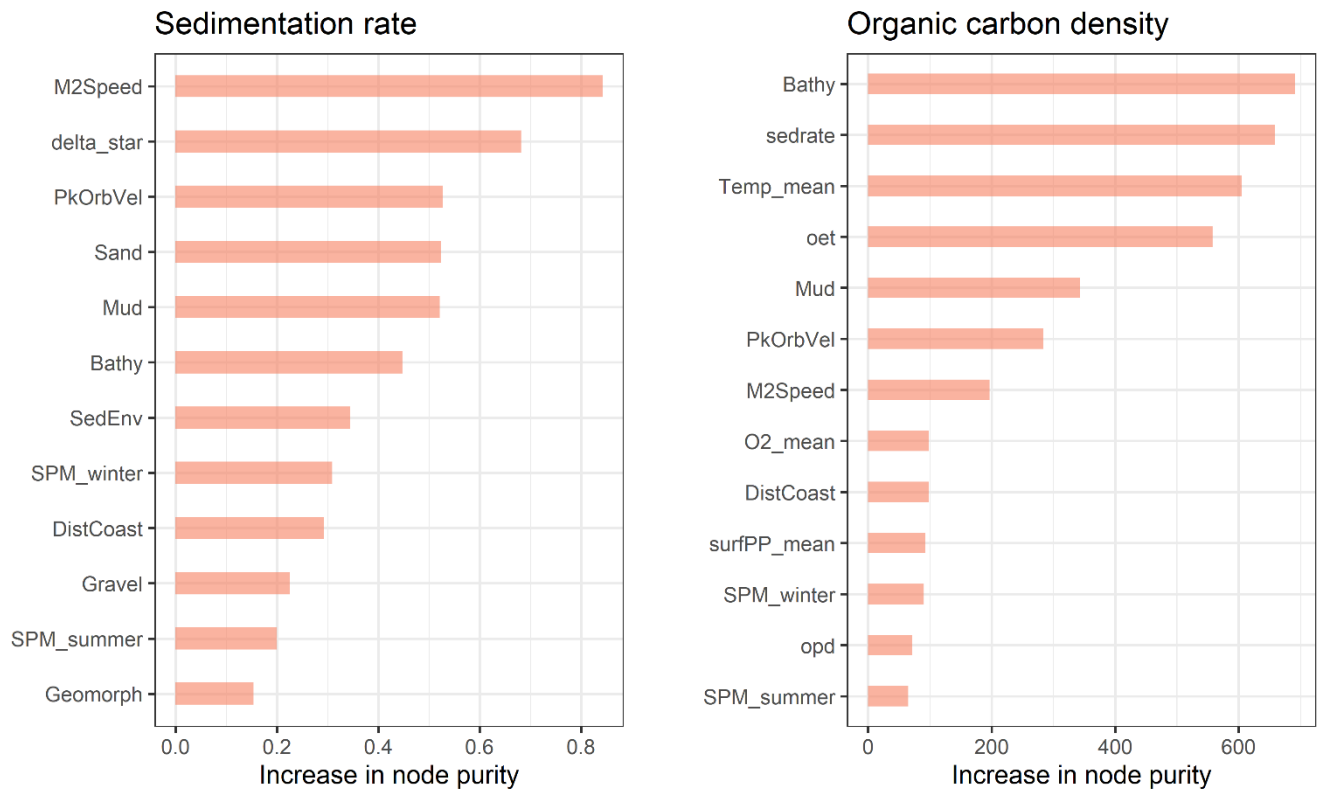 Sedimentation rate
M2Speed
delta_star
PkOrbVel
Sand
Mud
Bathy
SedEnv
SPM_winter
DistCoast
Gravel
SPM_summer
Geomorph
0.0 0.2 0.4 0.6 0.8
Increase in node purity
Organic carbon density
Bathy
sedrate
Temp_mean
oet
Mud
PkOrbVel
M2Speed
O2_mean
DistCoast
surfPP_mean
SPM_winter
opd
SPM_summer
0 200 400 600
Increase in node purity